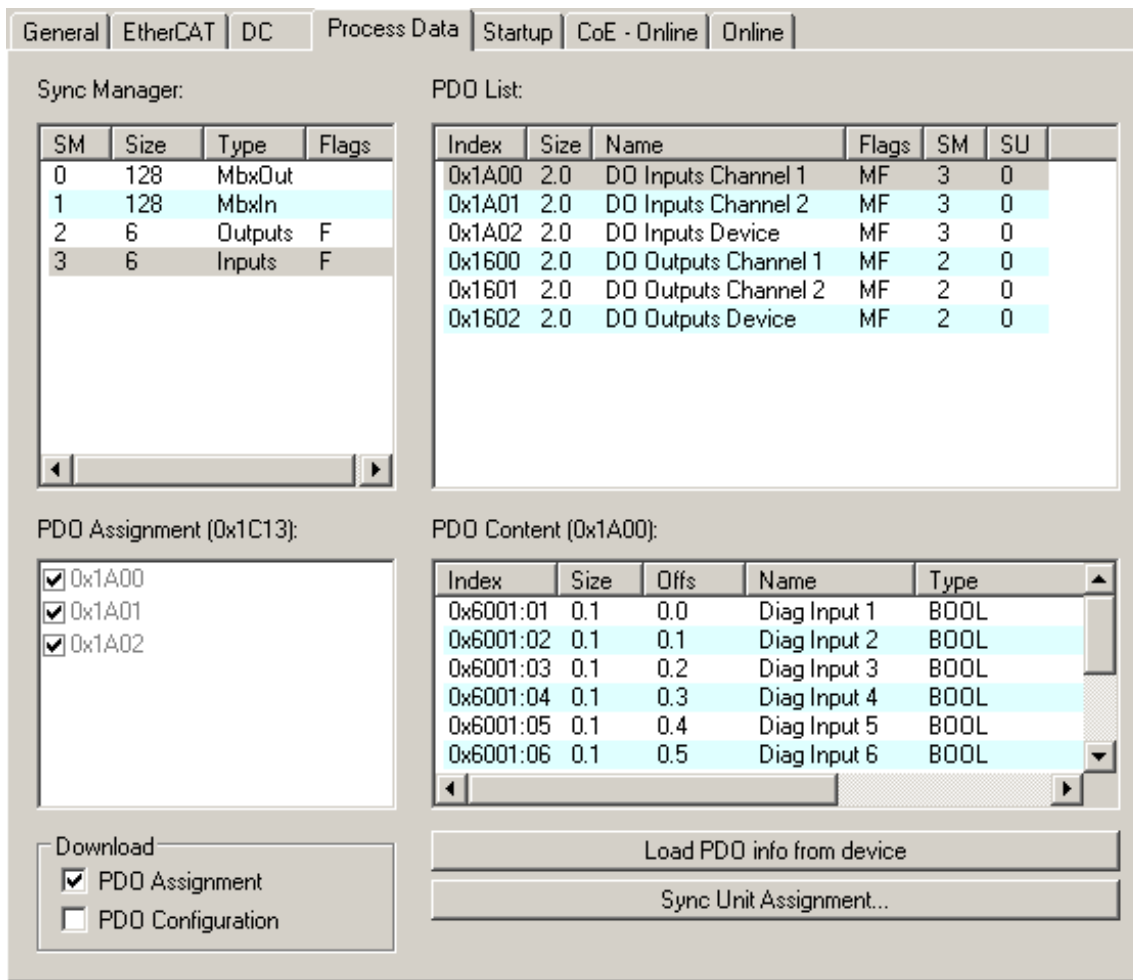 General EtherCAT DC Process Data Startup CoE - Online Online
Sync Manager:
SM Size Type Flags
0 128 MbxOut
1 128 MbxIn
2 6 Outputs F
3 6 Inputs F
PDO List:
Index Size Name Flags SM SU
0x1A00 2.0 DO Inputs Channel 1 MF 3 0
0x1A01 2.0 DO Inputs Channel 2 MF 3 0
0x1A02 2.0 DO Inputs Device MF 3 0
0x1600 2.0 DO Outputs Channel 1 MF 2 0
0x1601 2.0 DO Outputs Channel 2 MF 2 0
0x1602 2.0 DO Outputs Device MF 2 0
PDO Assignment (0x1C13):
0x1A00
0x1A01
0x1A02
PDO Content (0x1A00):
Index Size Offs Name Type
0x6001:01 0.1 0.0 Diag Input 1 BOOL
0x6001:02 0.1 0.1 Diag Input 2 BOOL
0x6001:03 0.1 0.2 Diag Input 3 BOOL
0x6001:04 0.1 0.3 Diag Input 4 BOOL
0x6001:05 0.1 0.4 Diag Input 5 BOOL
0x6001:06 0.1 0.5 Diag Input 6 BOOL
Download
PDO Assignment
PDO Configuration
Load PDO info from device
Sync Unit Assignment...